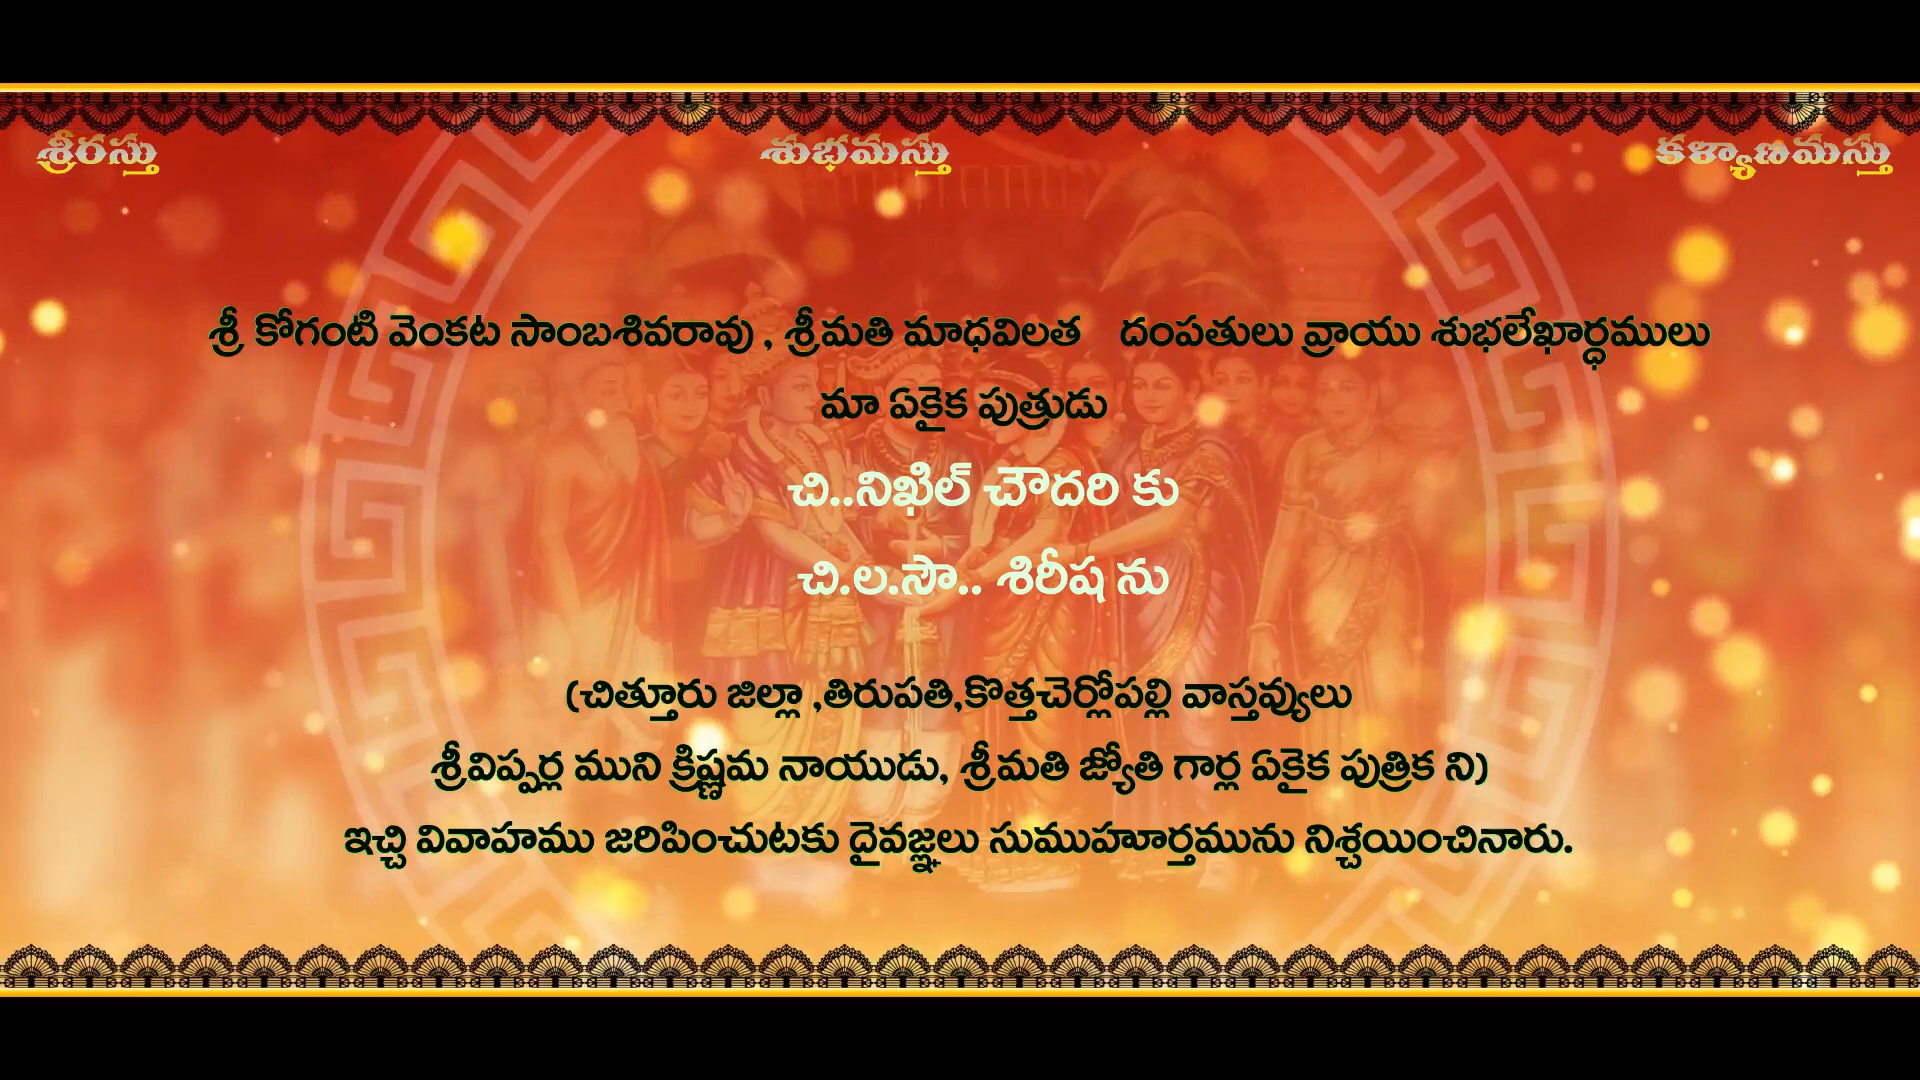 శ్రీరస్తు
శుభమస్తు
కళ్యాణమస్తు
శ్రీ కోగంటి వెంకట సాంబశివరావు , శ్రీమతి మాధవిలత దంపతులు వ్రాయు శుభలేఖార్ధములు
మా ఏకైక పుత్రుడు
చి..నిఖిల్ చౌదరి కు
చి.ల.సౌ.. శిరీష ను
(చిత్తూరు జిల్లా ,తిరుపతి,కొత్తచెర్లోపల్లి వాస్తవ్యులు
శ్రీవిప్పర్ల ముని క్రిష్ణమ నాయుడు, శ్రీమతి జ్యోతి గార్ల ఏకైక పుత్రిక ని)
ఇచ్చి వివాహము జరిపించుటకు దైవజ్ఞులు సుముహూర్తమును నిశ్చయించినారు.